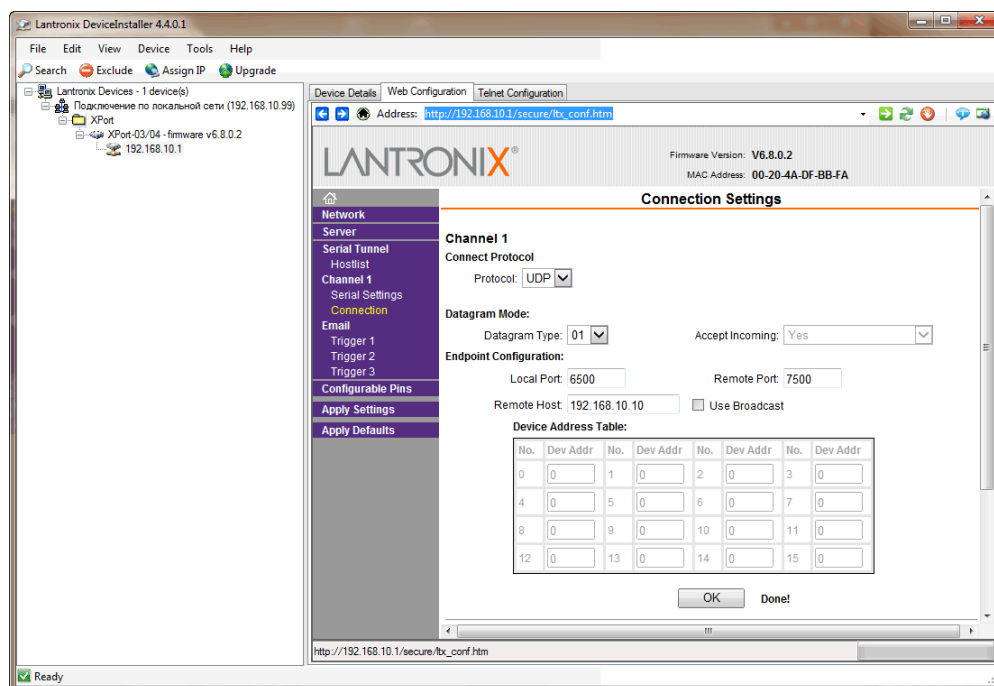 Lantronix DeviceInstaller 4.4.0.1
File Edit View Device Tools Help
Search Exclude Assign IP Upgrade
Lantronix Devices - 1 device(s)
Подключение по локальной сети (192.168.10.99)
XPort
XPort-03/04 - firmware v6.8.0.2
192.168.10.1
Device Details Web Configuration Telnet Configuration
Address: http://192.168.10.1/secure/ltx_conf.htm
LANTRONIX®
Firmware Version: V6.8.0.2
MAC Address: 00-20-4A-DF-BB-FA
Network
Server
Serial Tunnel
Hostlist
Channel 1
Serial Settings
Connection
Email
Trigger 1
Trigger 2
Trigger 3
Configurable Pins
Apply Settings
Apply Defaults
Connection Settings
Channel 1
Connect Protocol
Protocol: UDP
Datagram Mode:
Datagram Type: 01 Accept Incoming: Yes
Endpoint Configuration:
Local Port: 6500 Remote Port: 7500
Remote Host: 192.168.10.10 Use Broadcast
Device Address Table:
No. Dev Addr No. Dev Addr No. Dev Addr No. Dev Addr
0 0 1 0 2 0 3 0
4 0 5 0 6 0 7 0
8 0 9 0 10 0 11 0
12 0 13 0 14 0 15 0
OK Done!
http://192.168.10.1/secure/ltx_conf.htm
Ready